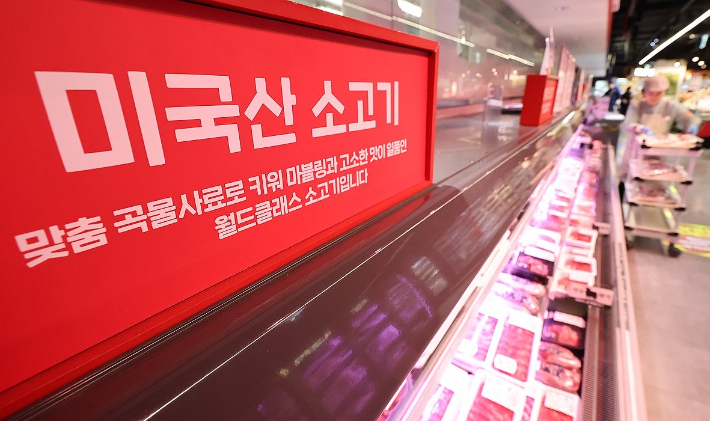 미국산 소고기
맞춤 곡물사료로 키워 마블링과 고소한 맛이 일품인
월드클래스 소고기입니다